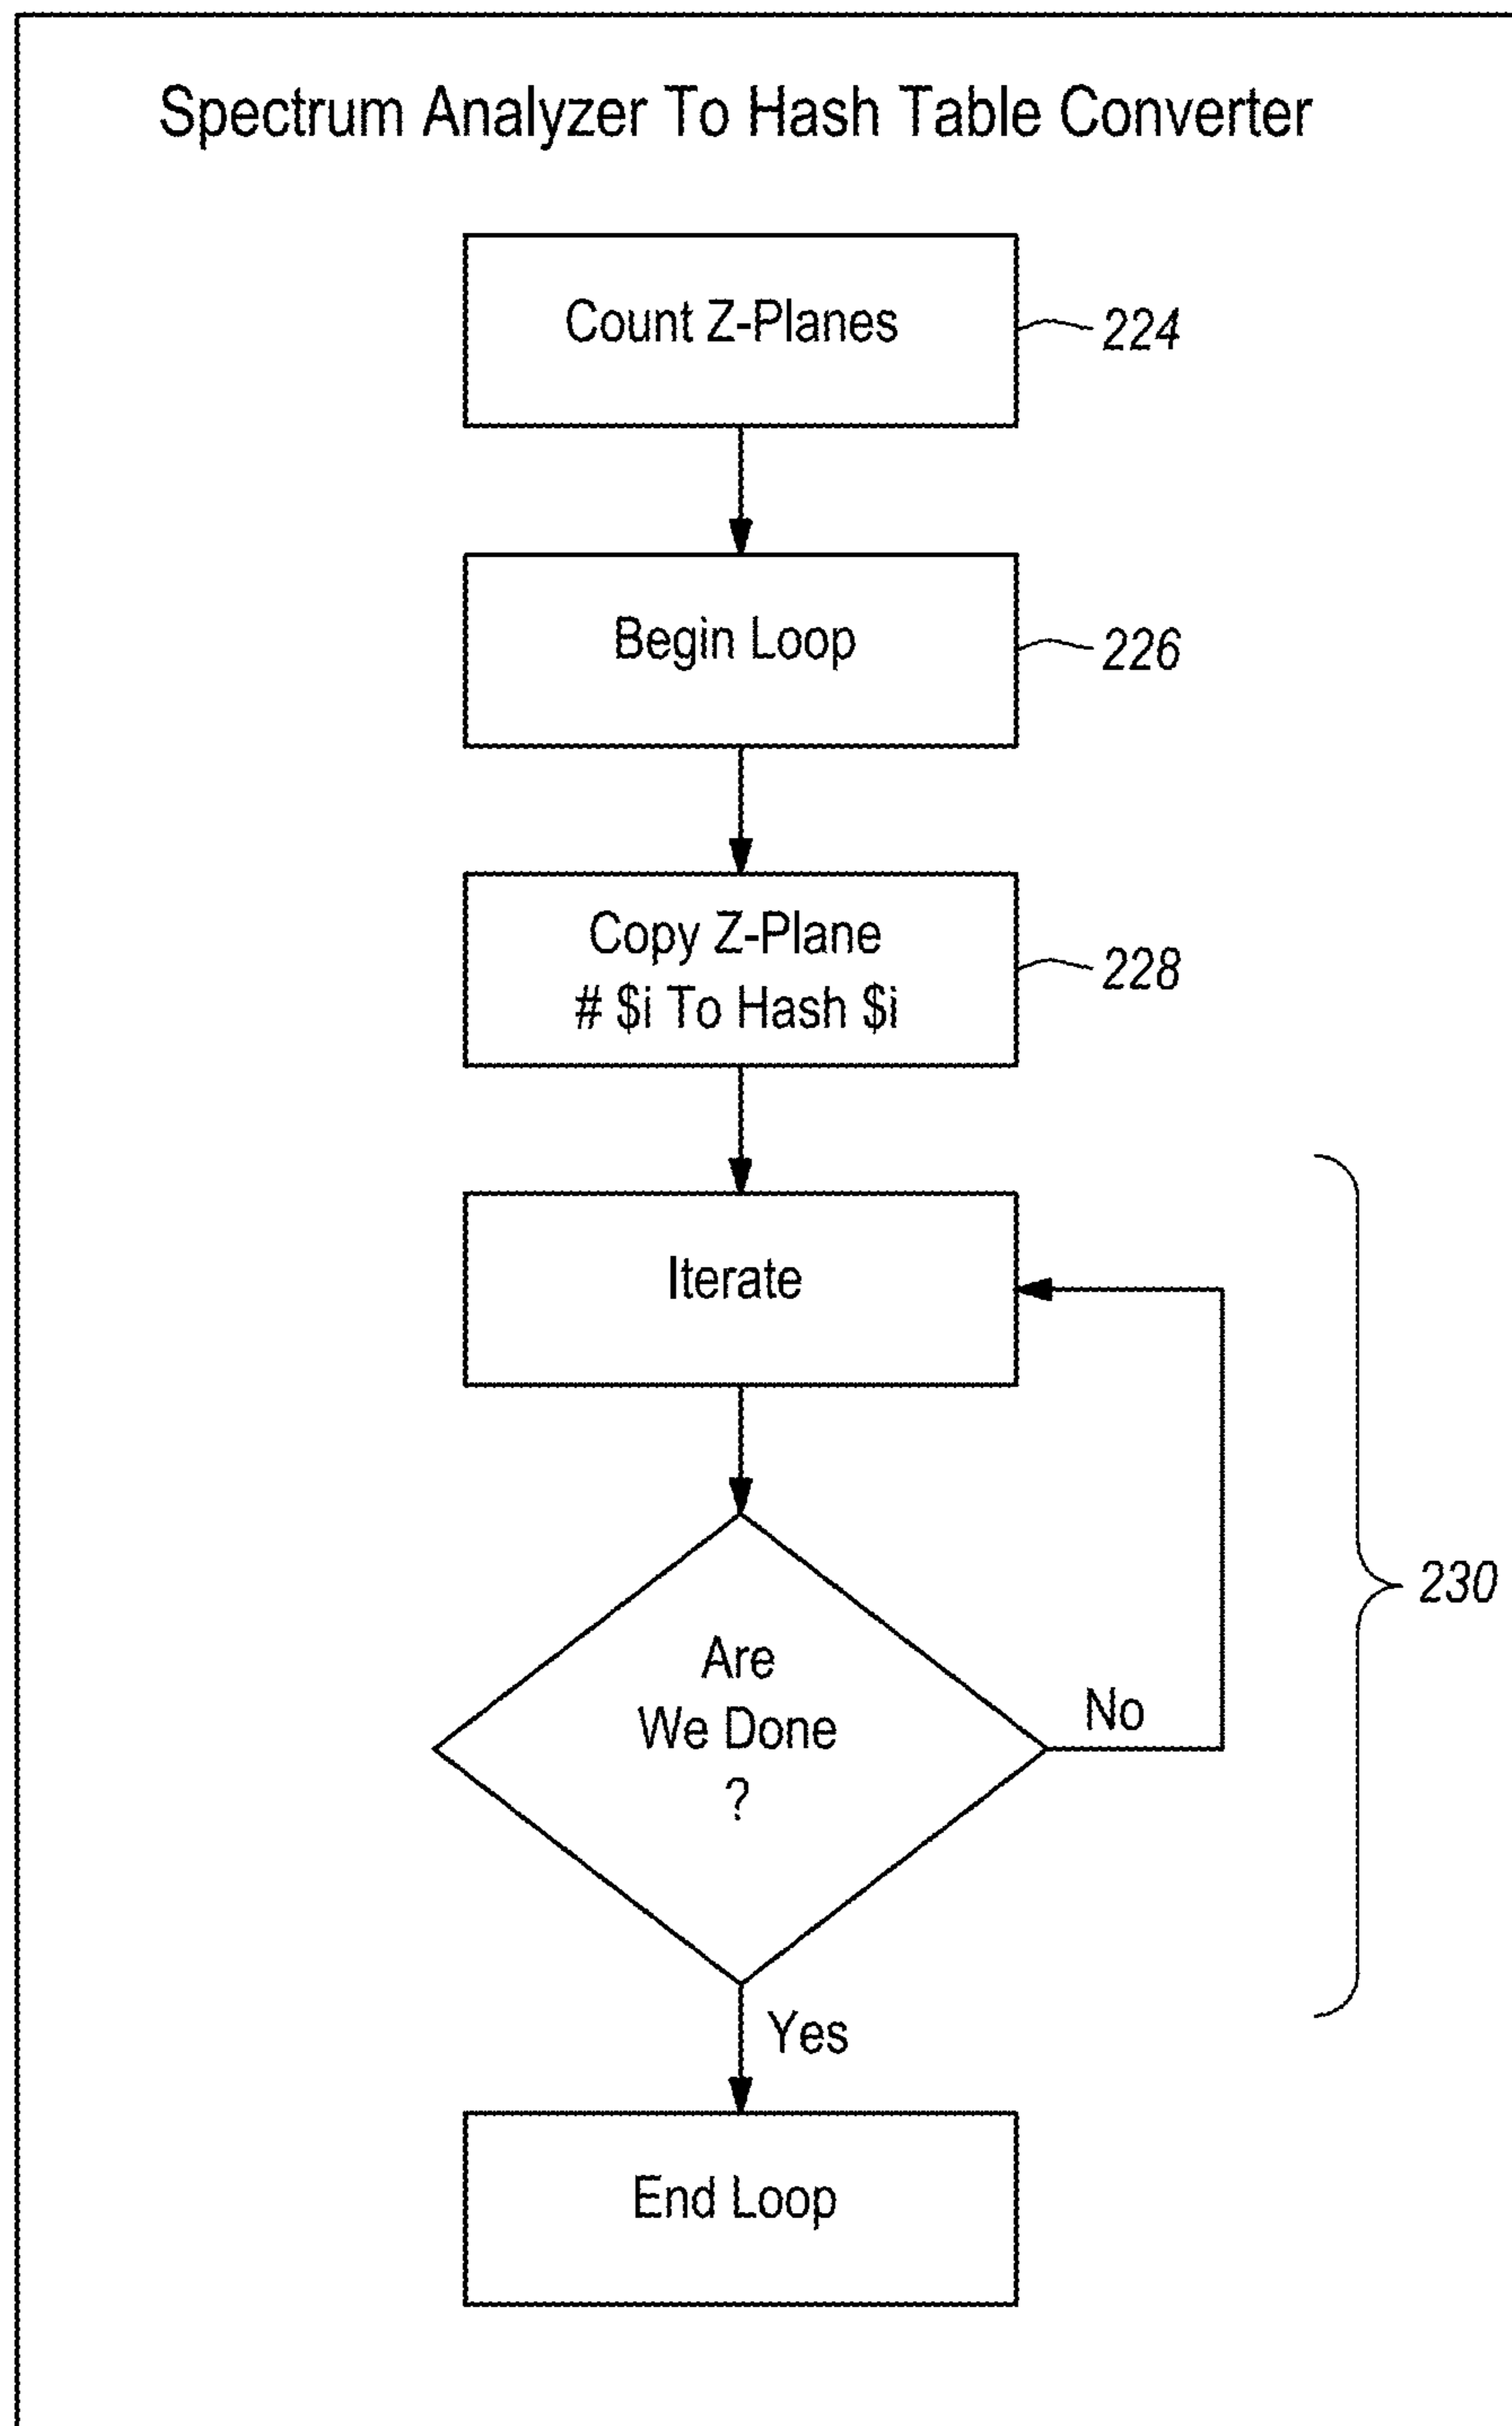 Spectrum Analyzer To Hash Table Converter
Count Z-Planes
224
Begin Loop
226
Copy Z-Plane
# $i To Hash $i
228
Iterate
Are
We Done
?
No
230
Yes
End Loop